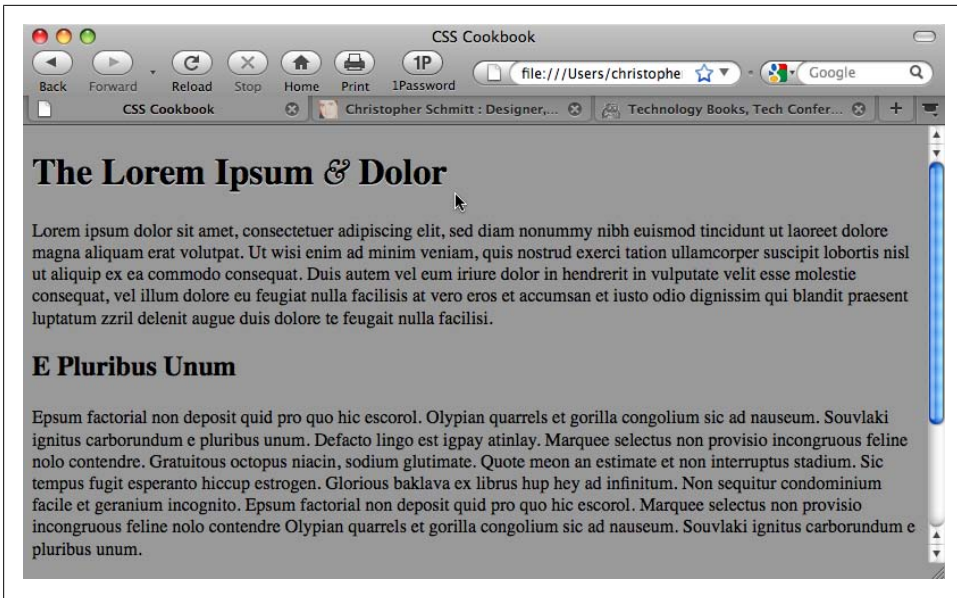 CSS Cookbook
1P
Back Forward Reload Stop Home Print 1Password
file:///Users/christophe
Google
CSS Cookbook
Christopher Schmitt : Designer,...
Technology Books, Tech Confer...
The Lorem Ipsum & Dolor
Lorem ipsum dolor sit amet, consectetuer adipiscing elit, sed diam nonummy nibh euismod tincidunt ut laoreet dolore
magna aliquam erat volutpat. Ut wisi enim ad minim veniam, quis nostrud exerci tation ullamcorper suscipit lobortis nisl
ut aliquip ex ea commodo consequat. Duis autem vel eum iriure dolor in hendrerit in vulputate velit esse molestie
consequat, vel illum dolore eu feugiat nulla facilisis at vero eros et accumsan et iusto odio dignissim qui blandit praesent
luptatum zzril delenit augue duis dolore te feugait nulla facilisi.
E Pluribus Unum
Epsum factorial non deposit quid pro quo hic escorol. Olypian quarrels et gorilla congolium sic ad nauseum. Souvlaki
ignitus carborundum e pluribus unum. Defacto lingo est igpay atinlay. Marquee selectus non provisio incongruous feline
nolo contendre. Gratuitous octopus niacin, sodium glutimate. Quote meon an estimate et non interruptus stadium. Sic
tempus fugit esperanto hiccup estrogen. Glorious baklava ex librus hup hey ad infinitum. Non sequitur condominium
facile et geranium incognito. Epsum factorial non deposit quid pro quo hic escorol. Marquee selectus non provisio
incongruous feline nolo contendre Olypian quarrels et gorilla congolium sic ad nauseum. Souvlaki ignitus carborundum e
pluribus unum.